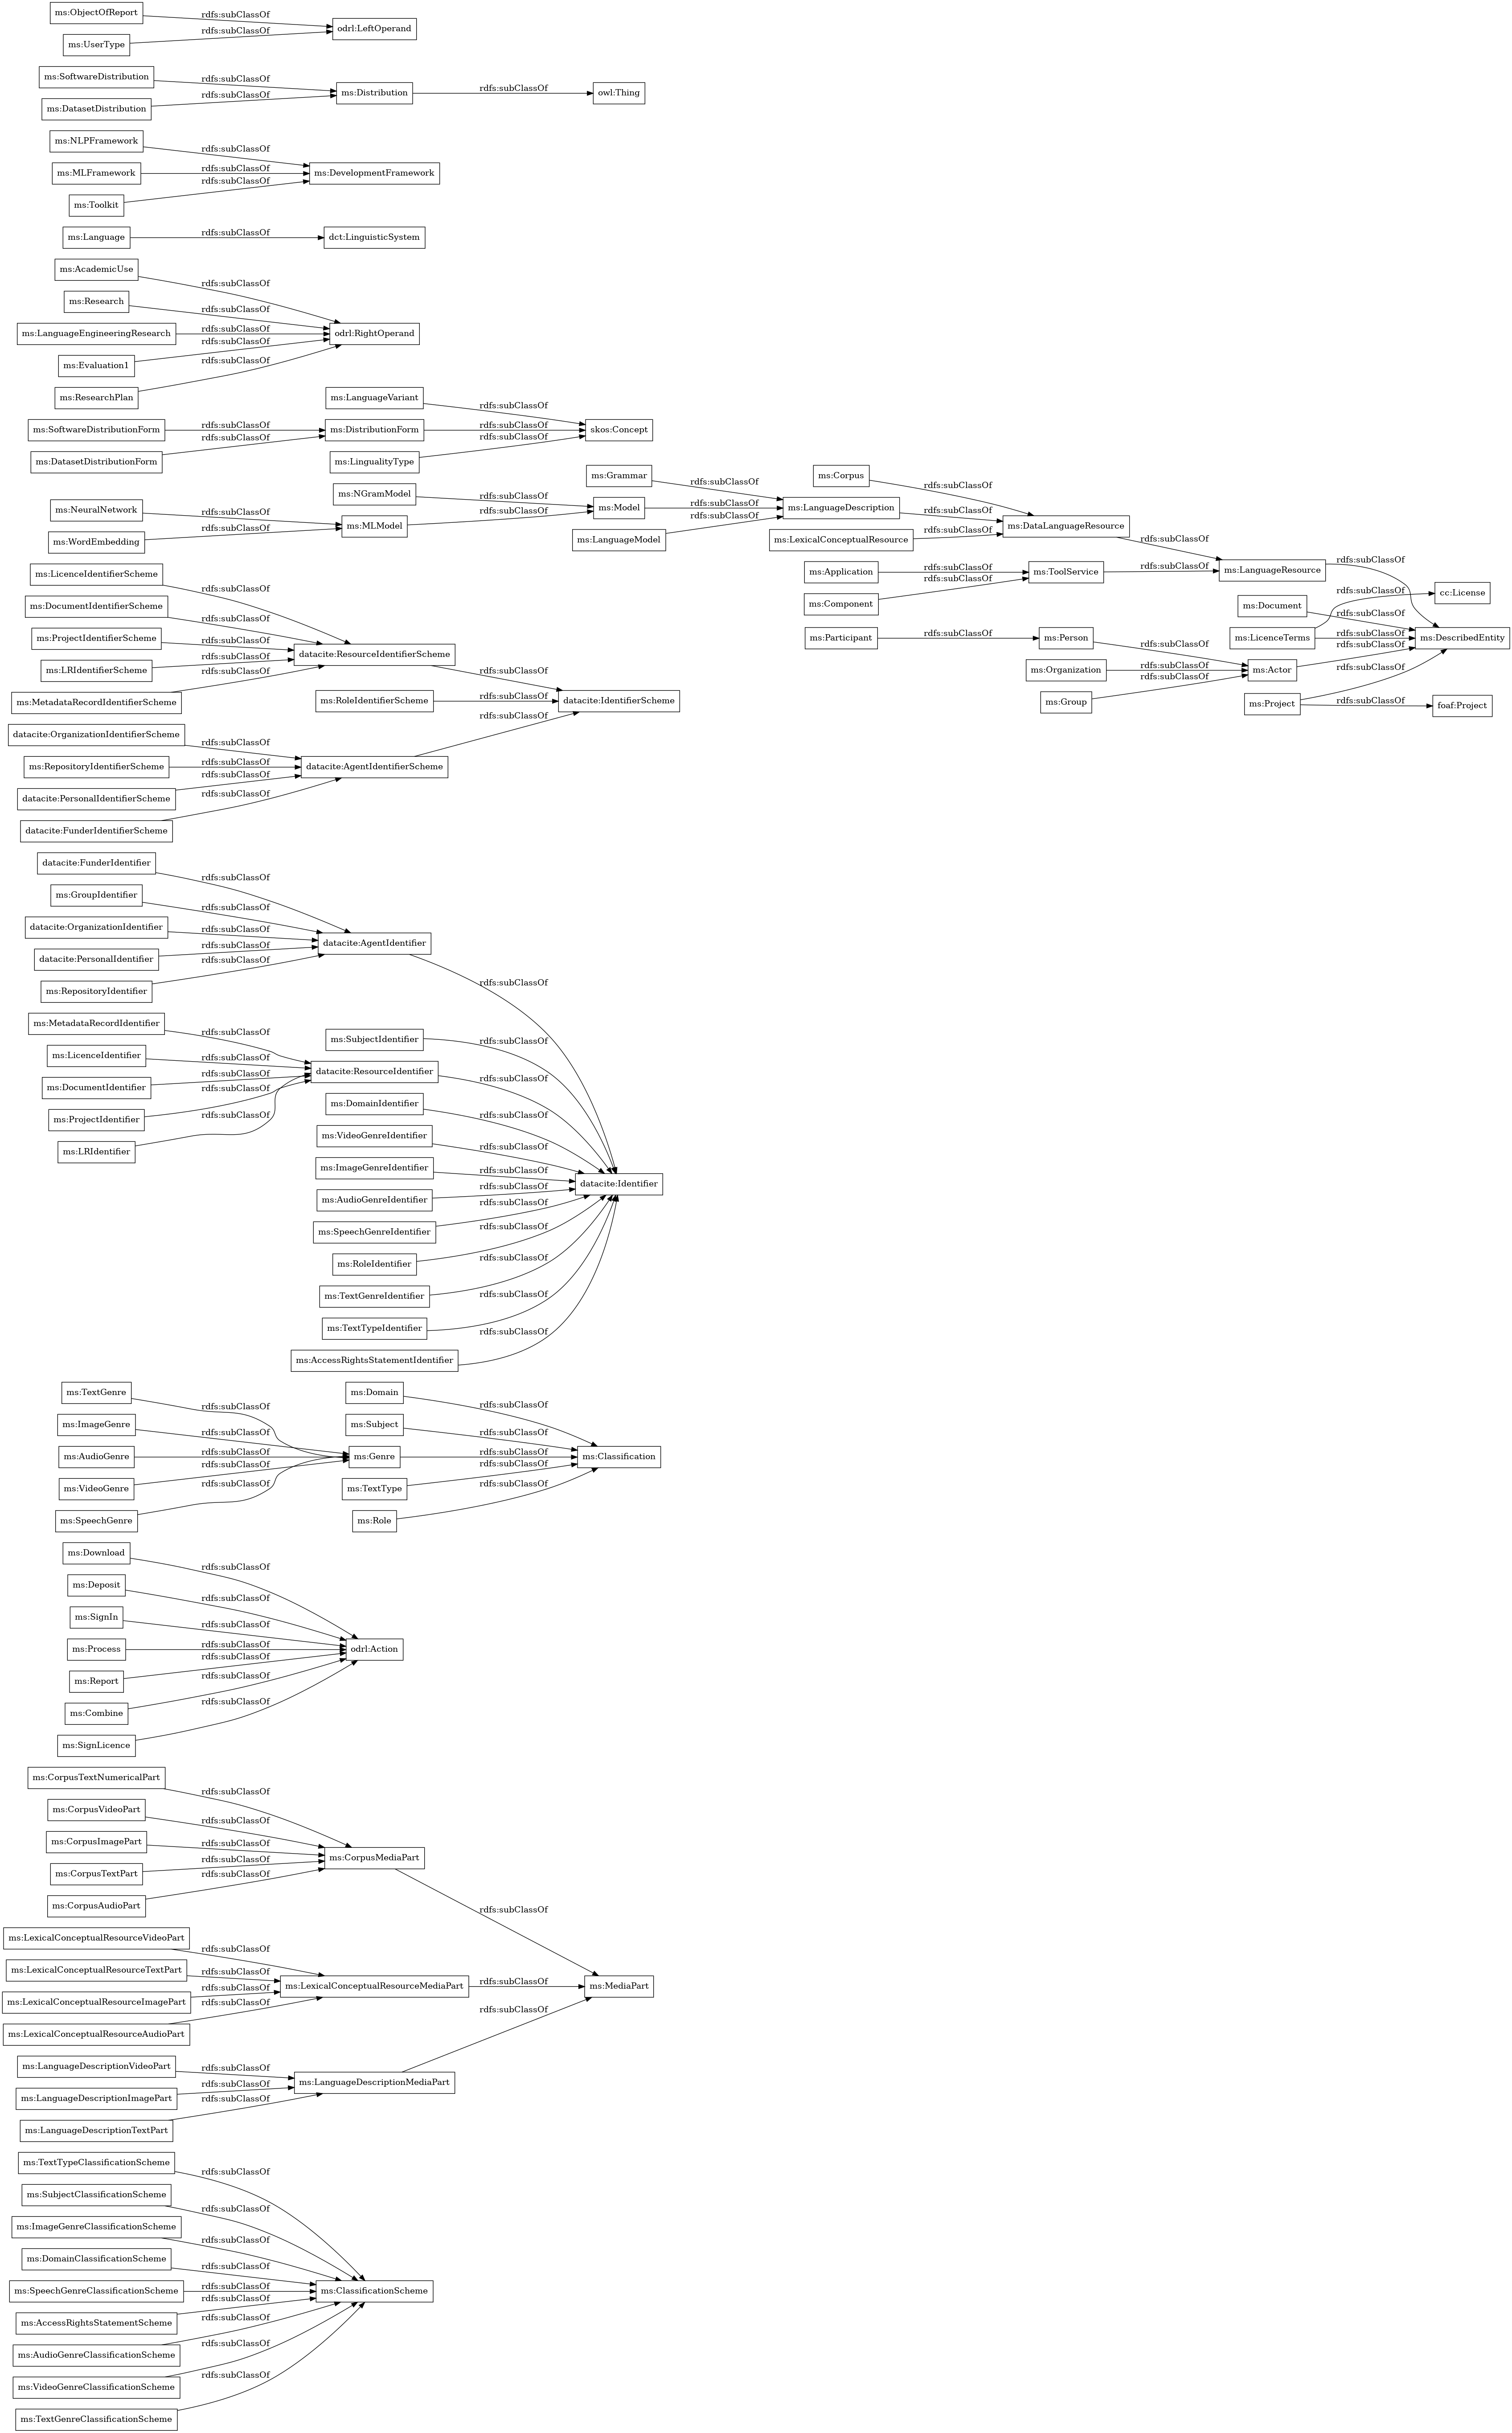 ms:ObjectOfReport
rdfs:subClassOf
odrl:LeftOperand
rdfs:subClassOf
ms:UserType
ms:SoftwareDistribution
rdfs:subClassOf
ms:Distribution
rdfs:subClassOf
owl:Thing
rdfs:subClassOf
ms:DatasetDistribution
ms:NLPFramework
rdfs:subClassOf
ms:MLFramework
rdfs:subClassOf
ms:DevelopmentFramework
rdfs:subClassOf
ms:Toolkit
ms:Language
rdfs:subClassOf
dct:LinguisticSystem
ms:AcademicUse
rdfs:subClassOf
ms:Research
rdfs:subClassOf
ms:LanguageEngineeringResearch
rdfs:subClassOf
odrl:RightOperand
rdfs:subClassOf
ms:Evaluation1
rdfs:subClassOf
ms:ResearchPlan
ms:LanguageVariant
rdfs:subClassOf
ms:SoftwareDistributionForm
rdfs:subClassOf
ms:DistributionForm
rdfs:subClassOf
skos:Concept
rdfs:subClassOf
ms:DatasetDistributionForm
rdfs:subClassOf
ms:LingualityType
ms:NGramModel
rdfs:subClassOf
ms:NeuralNetwork
rdfs:subClassOf
ms:MLModel
rdfs:subClassOf
ms:WordEmbedding
rdfs:subClassOf
ms:Grammar
rdfs:subClassOf
ms:Model
rdfs:subClassOf
ms:LanguageDescription
rdfs:subClassOf
ms:LanguageModel
rdfs:subClassOf
ms:Corpus
rdfs:subClassOf
ms:DataLanguageResource
rdfs:subClassOf
ms:LexicalConceptualResource
rdfs:subClassOf
ms:Application
rdfs:subClassOf
ms:ToolService
rdfs:subClassOf
ms:LanguageResource
rdfs:subClassOf
ms:Component
rdfs:subClassOf
cc:License
rdfs:subClassOf
ms:Document
rdfs:subClassOf
ms:LicenceTerms
rdfs:subClassOf
ms:DescribedEntity
ms:Participant
rdfs:subClassOf
ms:Person
rdfs:subClassOf
ms:Organization
rdfs:subClassOf
ms:Actor
rdfs:subClassOf
ms:Group
rdfs:subClassOf
ms:Project
rdfs:subClassOf
rdfs:subClassOf
foaf:Project
ms:LicenceIdentifierScheme
rdfs:subClassOf
ms:DocumentIdentifierScheme
rdfs:subClassOf
ms:ProjectIdentifierScheme
rdfs:subClassOf
datacite:ResourceIdentifierScheme
rdfs:subClassOf
ms:LRIdentifierScheme
rdfs:subClassOf
ms:MetadataRecordIdentifierScheme
rdfs:subClassOf
ms:RoleIdentifierScheme
rdfs:subClassOf
datacite:IdentifierScheme
datacite:OrganizationIdentifierScheme
rdfs:subClassOf
rdfs:subClassOf
ms:RepositoryIdentifierScheme
rdfs:subClassOf
datacite:AgentIdentifierScheme
datacite:PersonalIdentifierScheme
rdfs:subClassOf
datacite:FunderIdentifierScheme
rdfs:subClassOf
datacite:FunderIdentifier
rdfs:subClassOf
ms:GroupIdentifier
rdfs:subClassOf
datacite:OrganizationIdentifier
rdfs:subClassOf
datacite:AgentIdentifier
rdfs:subClassOf
datacite:PersonalIdentifier
rdfs:subClassOf
ms:RepositoryIdentifier
rdfs:subClassOf
ms:MetadataRecordIdentifier
rdfs:subClassOf
ms:SubjectIdentifier
rdfs:subClassOf
ms:LicenceIdentifier
rdfs:subClassOf
datacite:ResourceIdentifier
rdfs:subClassOf
ms:DocumentIdentifier
rdfs:subClassOf
ms:ProjectIdentifier
rdfs:subClassOf
ms:DomainIdentifier
rdfs:subClassOf
ms:LRIdentifier
rdfs:subClassOf
ms:VideoGenreIdentifier
rdfs:subClassOf
ms:ImageGenreIdentifier
rdfs:subClassOf
datacite:Identifier
ms:AudioGenreIdentifier
rdfs:subClassOf
ms:SpeechGenreIdentifier
rdfs:subClassOf
ms:RoleIdentifier
rdfs:subClassOf
ms:TextGenreIdentifier
rdfs:subClassOf
ms:TextTypeIdentifier
rdfs:subClassOf
ms:AccessRightsStatementIdentifier
rdfs:subClassOf
ms:TextGenre
rdfs:subClassOf
ms:Domain
rdfs:subClassOf
ms:ImageGenre
rdfs:subClassOf
ms:Subject
rdfs:subClassOf
ms:AudioGenre
rdfs:subClassOf
ms:Genre
rdfs:subClassOf
ms:Classification
ms:VideoGenre
rdfs:subClassOf
ms:TextType
rdfs:subClassOf
ms:SpeechGenre
rdfs:subClassOf
ms:Role
rdfs:subClassOf
ms:Download
rdfs:subClassOf
ms:Deposit
rdfs:subClassOf
ms:SignIn
rdfs:subClassOf
ms:Process
rdfs:subClassOf
odrl:Action
ms:Report
rdfs:subClassOf
ms:Combine
rdfs:subClassOf
ms:SignLicence
rdfs:subClassOf
ms:CorpusTextNumericalPart
rdfs:subClassOf
ms:CorpusVideoPart
rdfs:subClassOf
ms:CorpusImagePart
rdfs:subClassOf
ms:CorpusMediaPart
ms:CorpusTextPart
rdfs:subClassOf
ms:CorpusAudioPart
rdfs:subClassOf
rdfs:subClassOf
ms:LexicalConceptualResourceVideoPart
rdfs:subClassOf
ms:LexicalConceptualResourceTextPart
rdfs:subClassOf
ms:LexicalConceptualResourceMediaPart
rdfs:subClassOf
ms:MediaPart
ms:LexicalConceptualResourceImagePart
rdfs:subClassOf
ms:LexicalConceptualResourceAudioPart
rdfs:subClassOf
rdfs:subClassOf
ms:LanguageDescriptionVideoPart
rdfs:subClassOf
ms:LanguageDescriptionMediaPart
ms:LanguageDescriptionImagePart
rdfs:subClassOf
ms:LanguageDescriptionTextPart
rdfs:subClassOf
ms:TextTypeClassificationScheme
rdfs:subClassOf
ms:SubjectClassificationScheme
rdfs:subClassOf
ms:ImageGenreClassificationScheme
rdfs:subClassOf
ms:DomainClassificationScheme
rdfs:subClassOf
ms:SpeechGenreClassificationScheme
rdfs:subClassOf
ms:ClassificationScheme
ms:AccessRightsStatementScheme
rdfs:subClassOf
ms:AudioGenreClassificationScheme
rdfs:subClassOf
ms:VideoGenreClassificationScheme
rdfs:subClassOf
ms:TextGenreClassificationScheme
rdfs:subClassOf